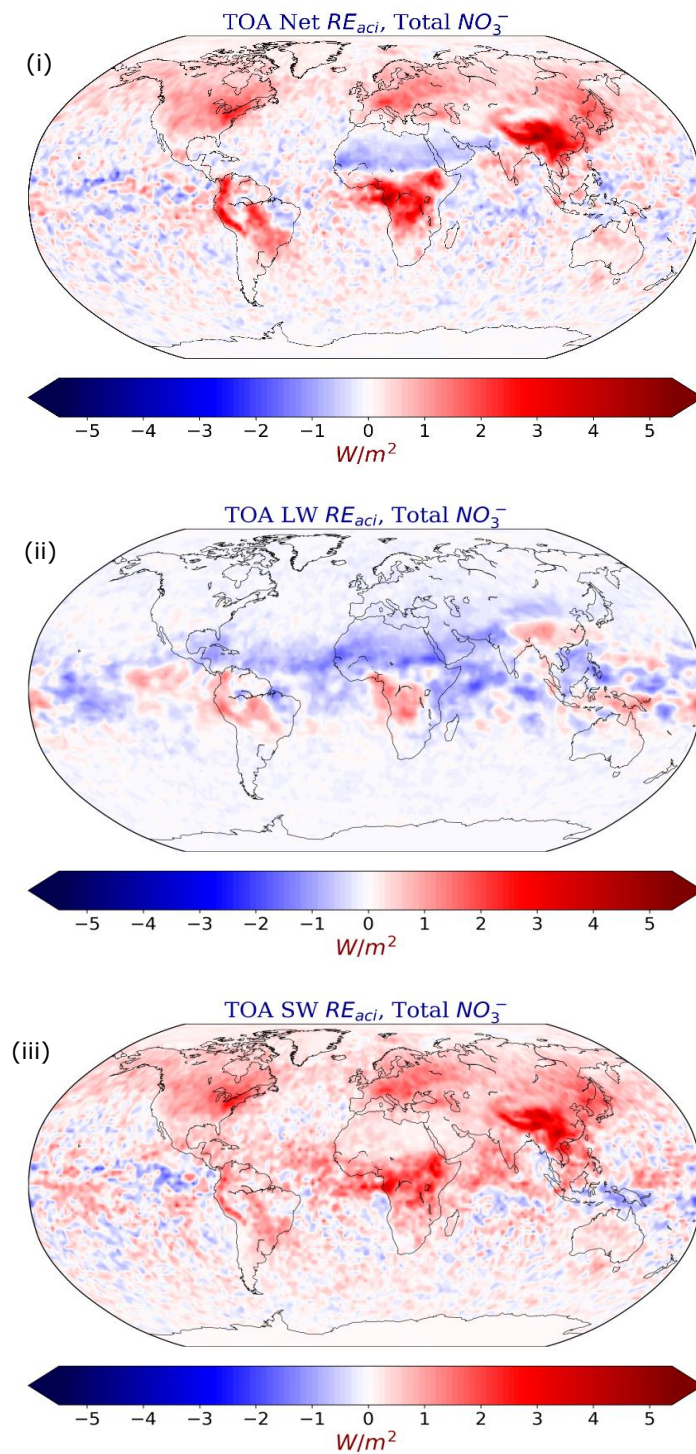 TOA Net RE_aci, Total NO₃⁻
(i)
−5 −4 −3 −2 −1 0 1 2 3 4 5
W/m²
TOA LW RE_aci, Total NO₃⁻
(ii)
−5 −4 −3 −2 −1 0 1 2 3 4 5
W/m²
TOA SW RE_aci, Total NO₃⁻
(iii)
−5 −4 −3 −2 −1 0 1 2 3 4 5
W/m²